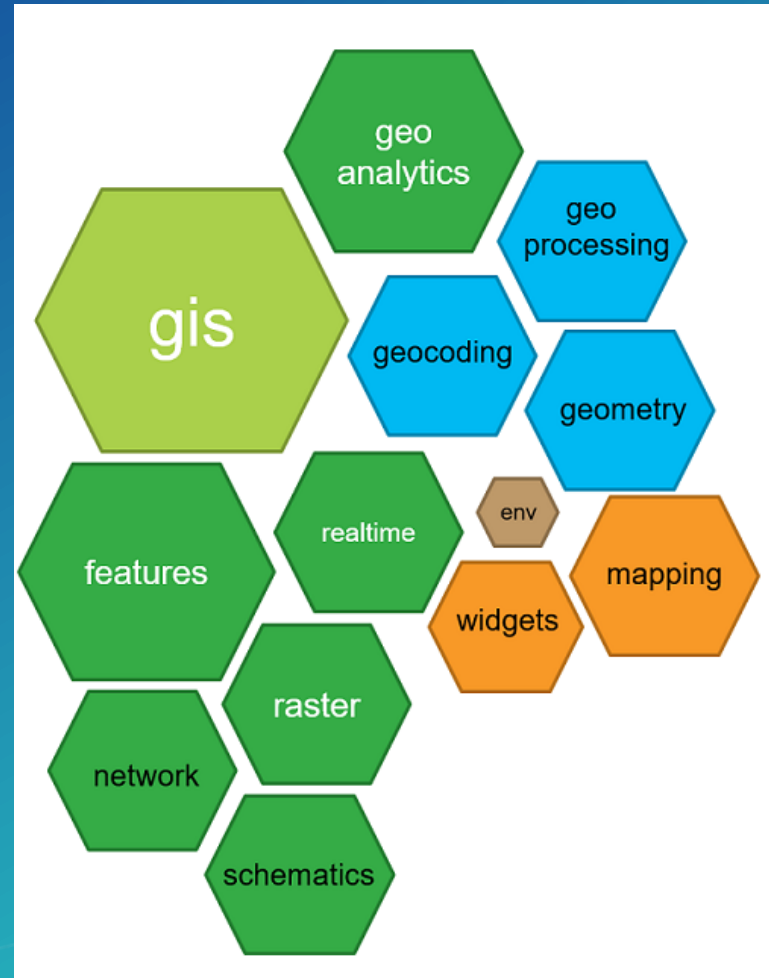 geo
analytics
geo
processing
gis
geocoding
geometry
realtime
env
features
mapping
widgets
raster
network
schematics